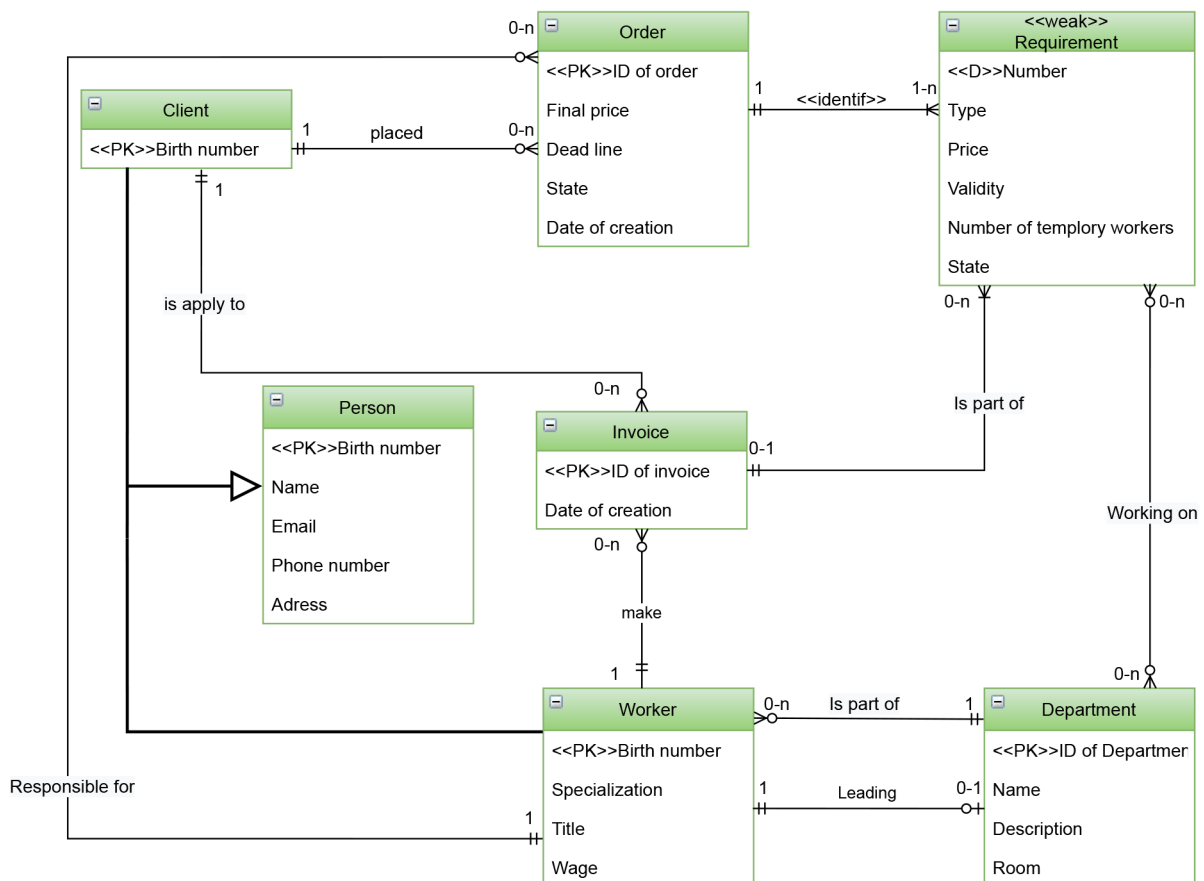 0-n
Order
<<PK>>ID of order
Final price
Dead line
State
Date of creation
<<weak>>
Requirement
<<D>>Number
Type
Price
Validity
Number of templory workers
State
1
<<identif>>
1-n
Client
<<PK>>Birth number
1
placed
0-n
1
is apply to
0-n
0-n
0-n
Is part of
Person
<<PK>>Birth number
Name
Email
Phone number
Adress
Invoice
<<PK>>ID of invoice
Date of creation
0-1
0-n
Working on
make
1
0-n
Worker
<<PK>>Birth number
Specialization
Title
Wage
0-n
Is part of
1
1
Leading
0-1
Department
<<PK>>ID of Departmer
Name
Description
Room
Responsible for
1